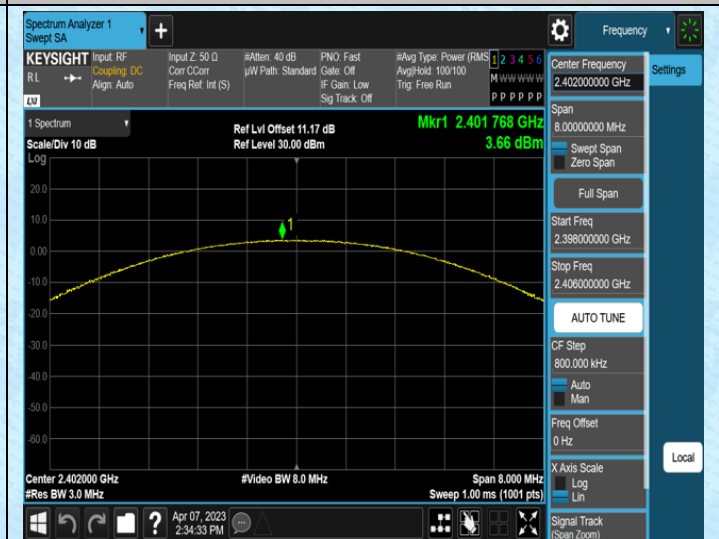 Spectrum Analyzer 1
Swept SA
+
Frequency
KEYSIGHT
RL
LXI
Input: RF
Coupling: DC
Align: Auto
Input Z: 50 Ω
Corr CCorr
Freq Ref: Int (S)
#Atten: 40 dB
µW Path: Standard
PNO: Fast
Gate: Off
IF Gain: Low
Sig Track: Off
#Avg Type: Power (RMS
Avg|Hold: 100/100
Trig: Free Run
1 2 3 4 5 6
M W W W W W
P P P P P P
1 Spectrum
Scale/Div 10 dB
Log
Ref Lvl Offset 11.17 dB
Ref Level 30.00 dBm
Mkr1 2.401 768 GHz
3.66 dBm
20.0
10.0
0.00
-10.0
-20.0
-30.0
-40.0
-50.0
-60.0
1
Center 2.402000 GHz
#Res BW 3.0 MHz
#Video BW 8.0 MHz
Span 8.000 MHz
Sweep 1.00 ms (1001 pts)
Apr 07, 2023
2:34:33 PM
?
Center Frequency
2.402000000 GHz
Span
8.00000000 MHz
Swept Span
Zero Span
Full Span
Start Freq
2.398000000 GHz
Stop Freq
2.406000000 GHz
AUTO TUNE
CF Step
800.000 kHz
Auto
Man
Freq Offset
0 Hz
X Axis Scale
Log
Lin
Signal Track
(Span Zoom)
Settings
Local